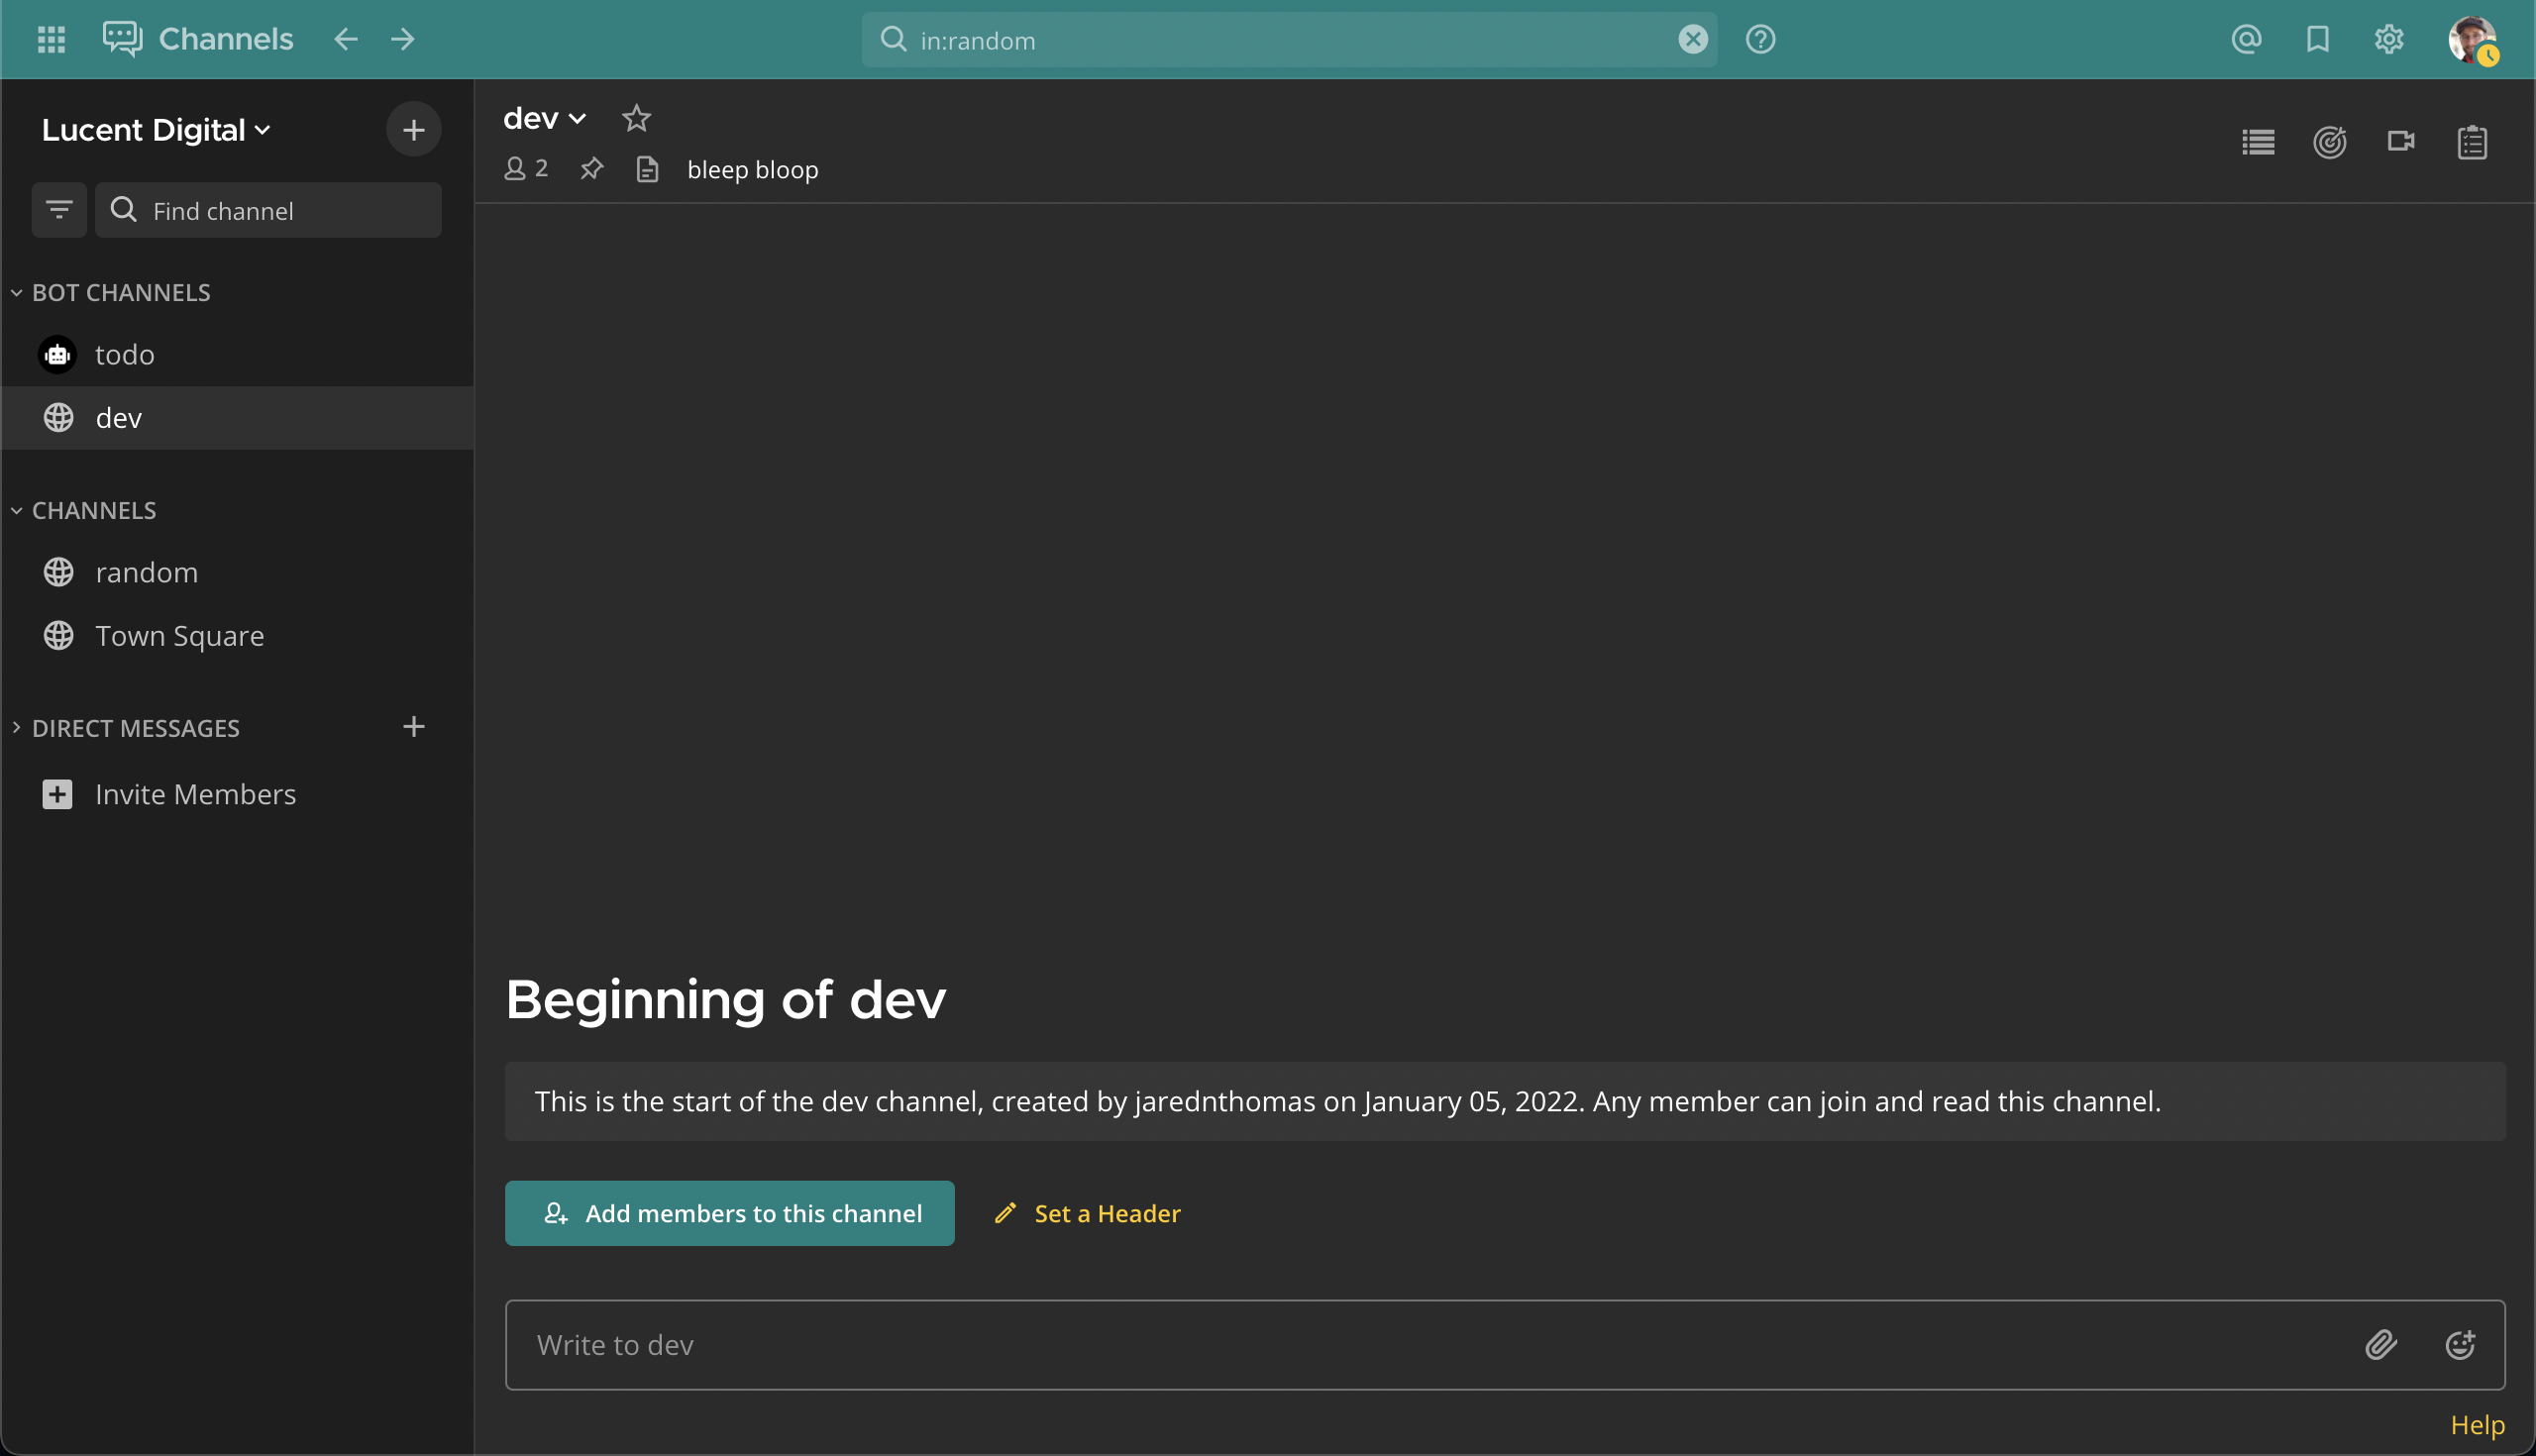 Channels
in:random
Lucent Digital
Find channel
BOT CHANNELS
todo
dev
CHANNELS
random
Town Square
DIRECT MESSAGES
Invite Members
dev
2
bleep bloop
Beginning of dev
This is the start of the dev channel, created by jarednthomas on January 05, 2022. Any member can join and read this channel.
Add members to this channel
Set a Header
Write to dev
Help